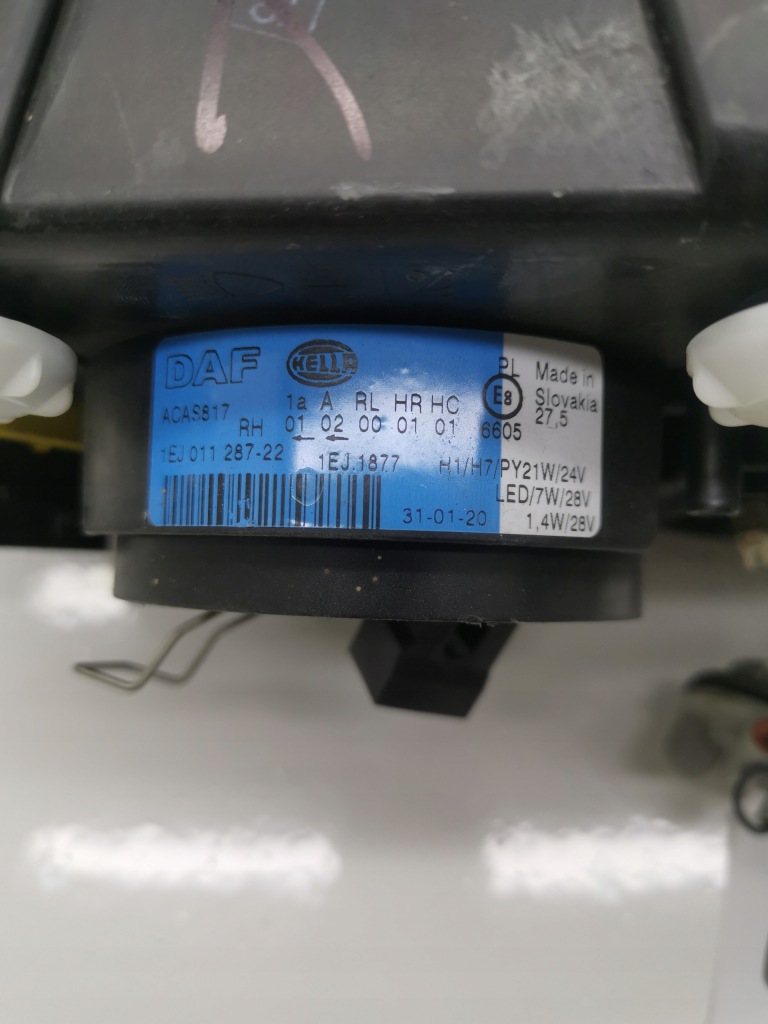 DAF HELLA PL Made in
E8 Slovakia
ACAS817 1a A RL HR HC 27,5
RH 01 02 00 01 01 6605
← ←
1EJ 011 287-22 1EJ.1877 H1/H7/PY21W/24V
LED/7W/28V
31-01-20 1,4W/28V